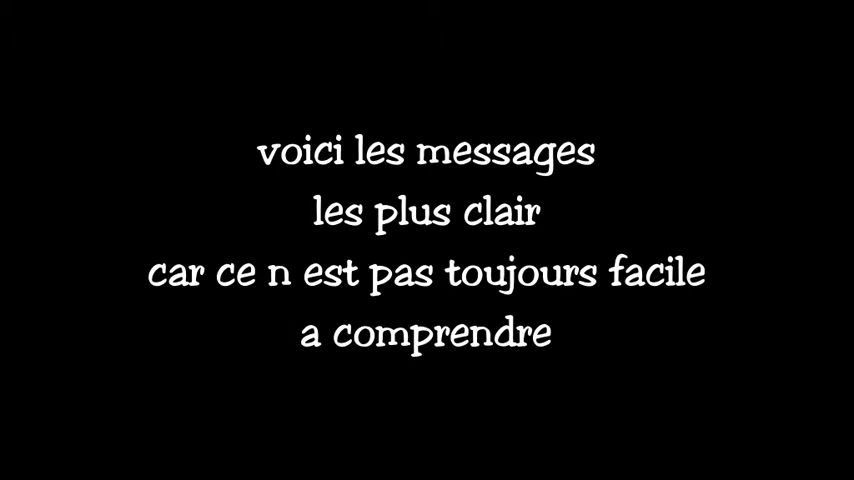 voici les messages
les plus clair
car ce n est pas toujours facile
a comprendre